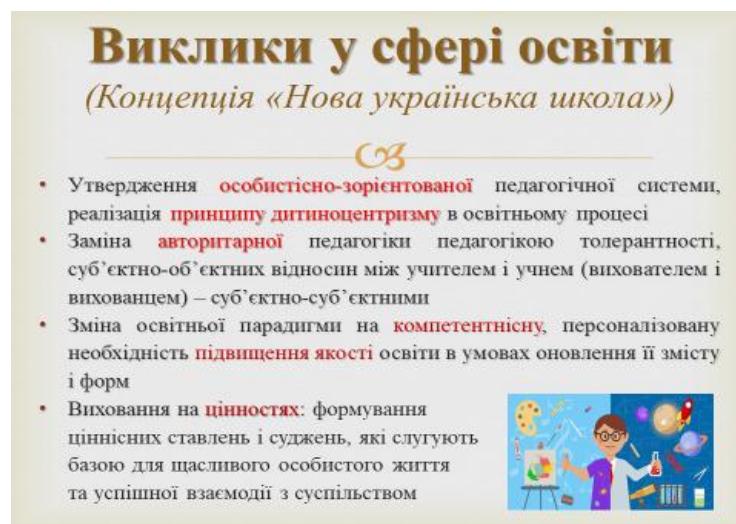 Виклики у сфері освіти
(Концепція «Нова українська школа»)
• Утвердження особистісно-зорієнтованої педагогічної системи,
реалізація принципу дитиноцентризму в освітньому процесі
• Заміна авторитарної педагогіки педагогікою толерантності,
суб’єктно-об’єктних відносин між учителем і учнем (вихователем і
вихованцем) – суб’єктно-суб’єктними
• Зміна освітньої парадигми на компетентнісну, персоналізовану
необхідність підвищення якості освіти в умовах оновлення її змісту
і форм
• Виховання на цінностях: формування
ціннісних ставлень і суджень, які слугують
базою для щасливого особистого життя
та успішної взаємодії з суспільством